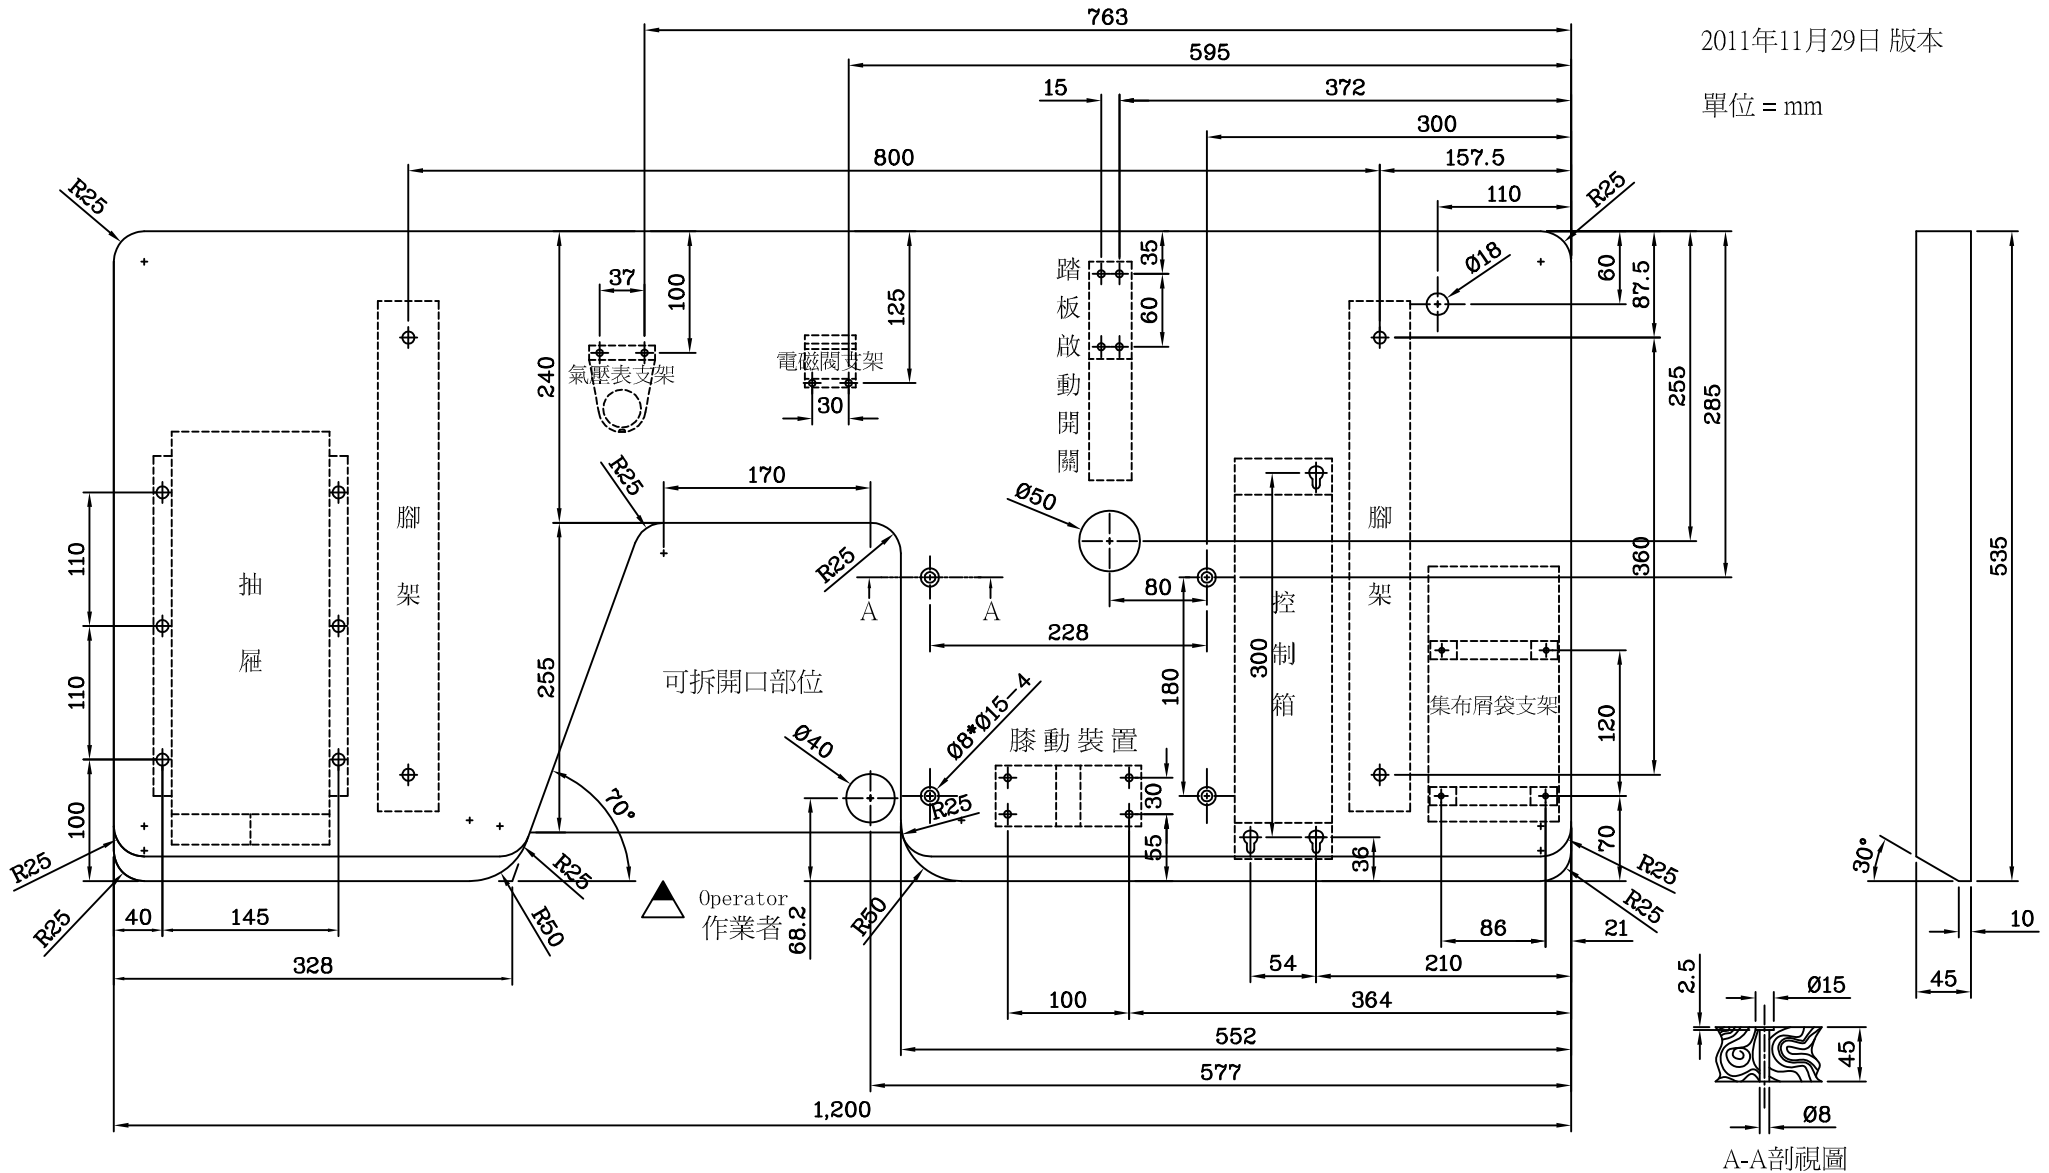 763
2011年11月29日 版本
595
15
372
單位 = mm
300
800
157.5
110
R25
R25
35
Ø18
60
87.5
踏板啟動開關
37
100
125
60
240
氣壓表支架
電磁閥支架
255
285
30
R25
170
Ø50
腳架
腳架
360
535
110
抽屜
R25
80
A
A
控制箱
228
110
255
可拆開口部位
180
300
集布屑袋支架
120
Ø8*Ø15-4
膝動裝置
Ø40
30
100
70°
R25
55
36
70
30°
R25
R25
R25
Operator
作業者
R25
40
145
R50
68.2
R50
R25
86
21
10
328
54
210
45
2.5
Ø15
100
364
552
45
577
1,200
Ø8
A-A剖視圖